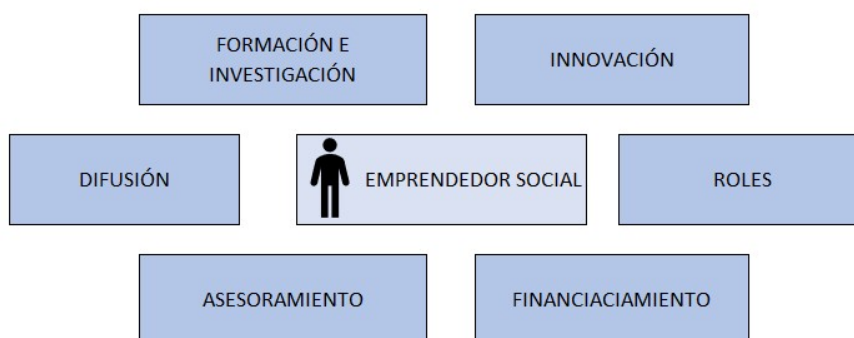 FORMACIÓN E
INVESTIGACIÓN
INNOVACIÓN
DIFUSIÓN
EMPRENDEDOR SOCIAL
ROLES
ASESORAMIENTO
FINANCIACIAMIENTO